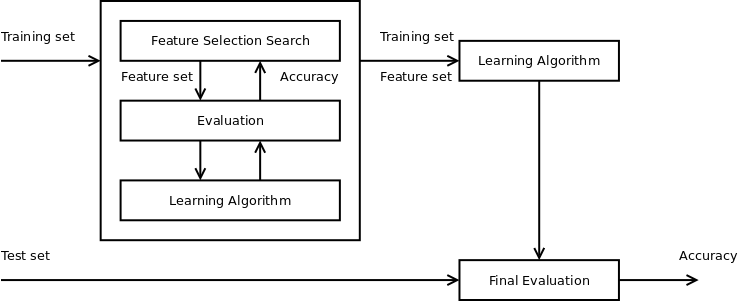 Training set
Feature Selection Search
Training set
Learning Algorithm
Feature set
Accuracy
Feature set
Evaluation
Learning Algorithm
Test set
Accuracy
Final Evaluation